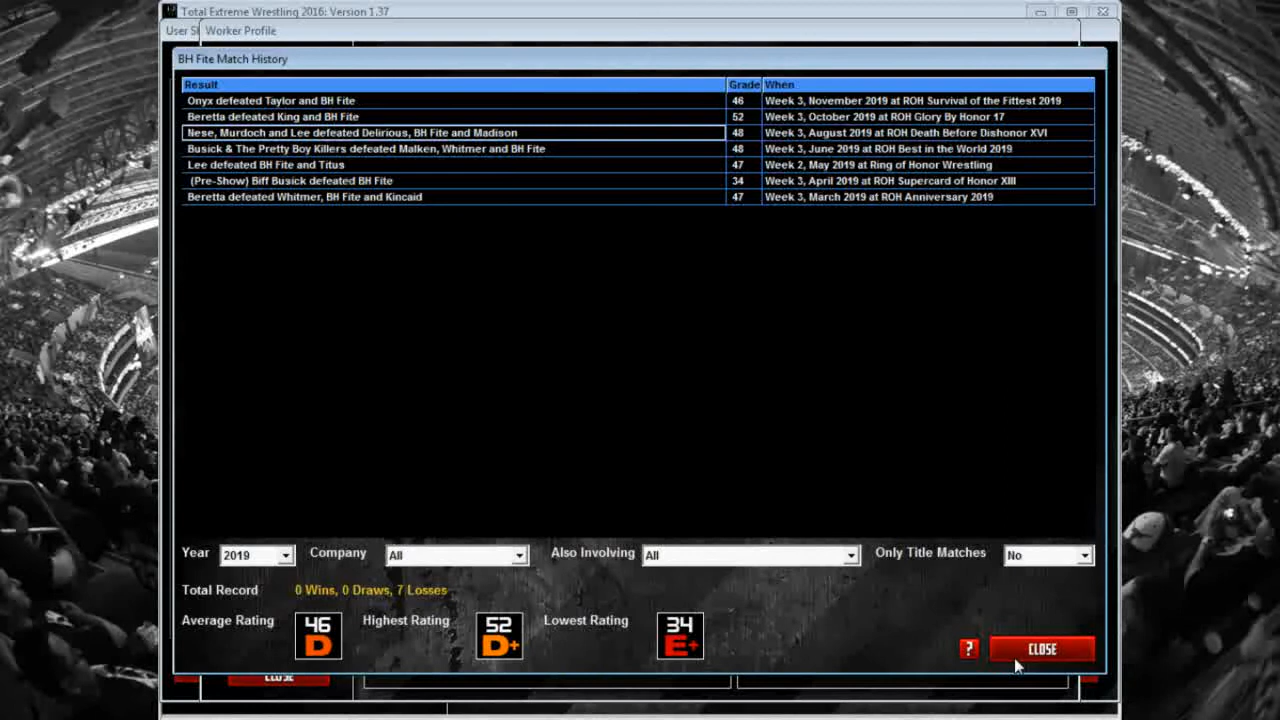 Total Extreme Wrestling 2016: Version 1.37
User S
Worker Profile
BH Fite Match History
Result Grade When
Onyx defeated Taylor and BH Fite 46 Week 3, November 2019 at ROH Survival of the Fittest 2019
Beretta defeated King and BH Fite 52 Week 3, October 2019 at ROH Glory By Honor 17
Nese, Murdoch and Lee defeated Delirious, BH Fite and Madison 48 Week 3, August 2019 at ROH Death Before Dishonor XVI
Busick & The Pretty Boy Killers defeated Malken, Whitmer and BH Fite 48 Week 3, June 2019 at ROH Best in the World 2019
Lee defeated BH Fite and Titus 47 Week 2, May 2019 at Ring of Honor Wrestling
(Pre-Show) Biff Busick defeated BH Fite 34 Week 3, April 2019 at ROH Supercard of Honor XIII
Beretta defeated Whitmer, BH Fite and Kincaid 47 Week 3, March 2019 at ROH Anniversary 2019
Year 2019 Company All Also Involving All Only Title Matches No
Total Record 0 Wins, 0 Draws, 7 Losses
Average Rating 46 D Highest Rating 52 D+ Lowest Rating 34 E+
? CLOSE
CLOSE